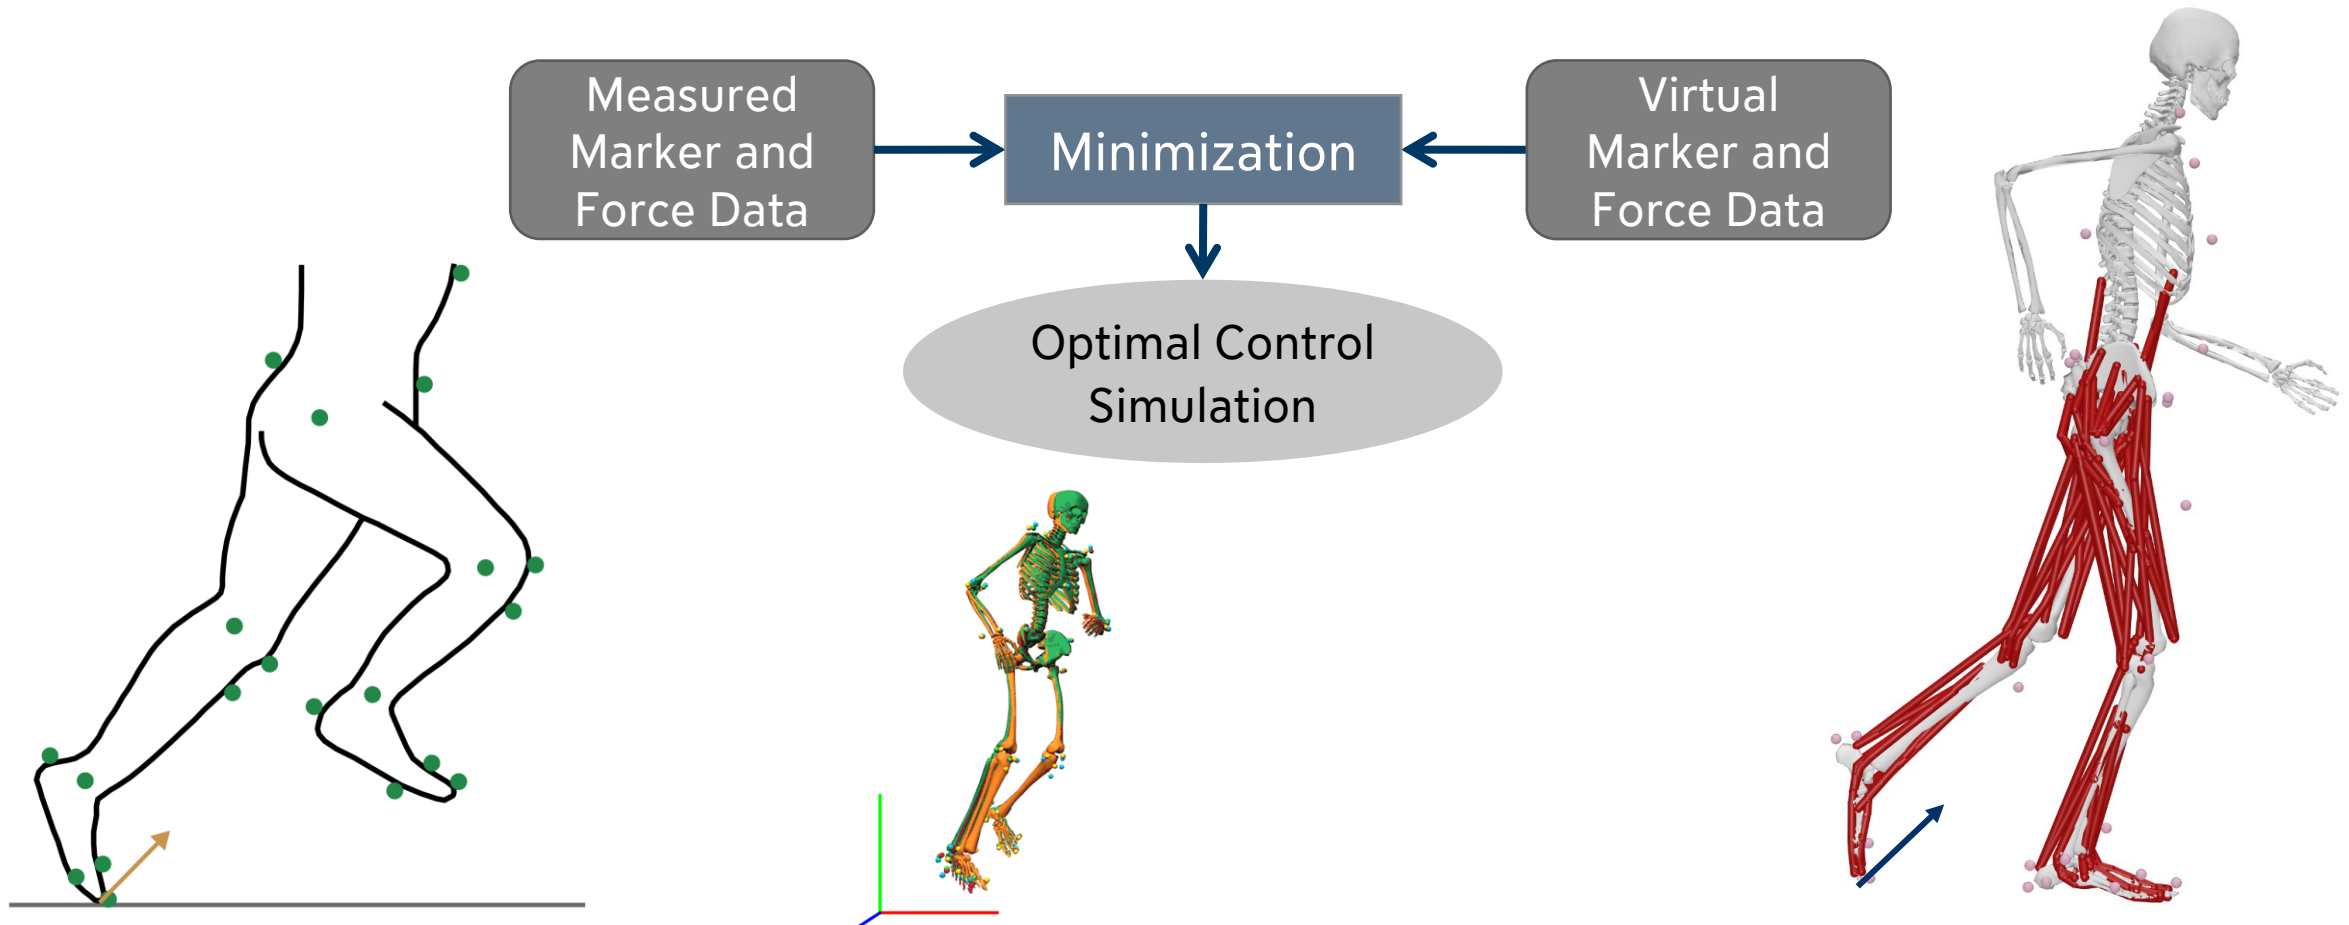 Measured
Marker and
Force Data
Minimization
Virtual
Marker and
Force Data
Optimal Control
Simulation